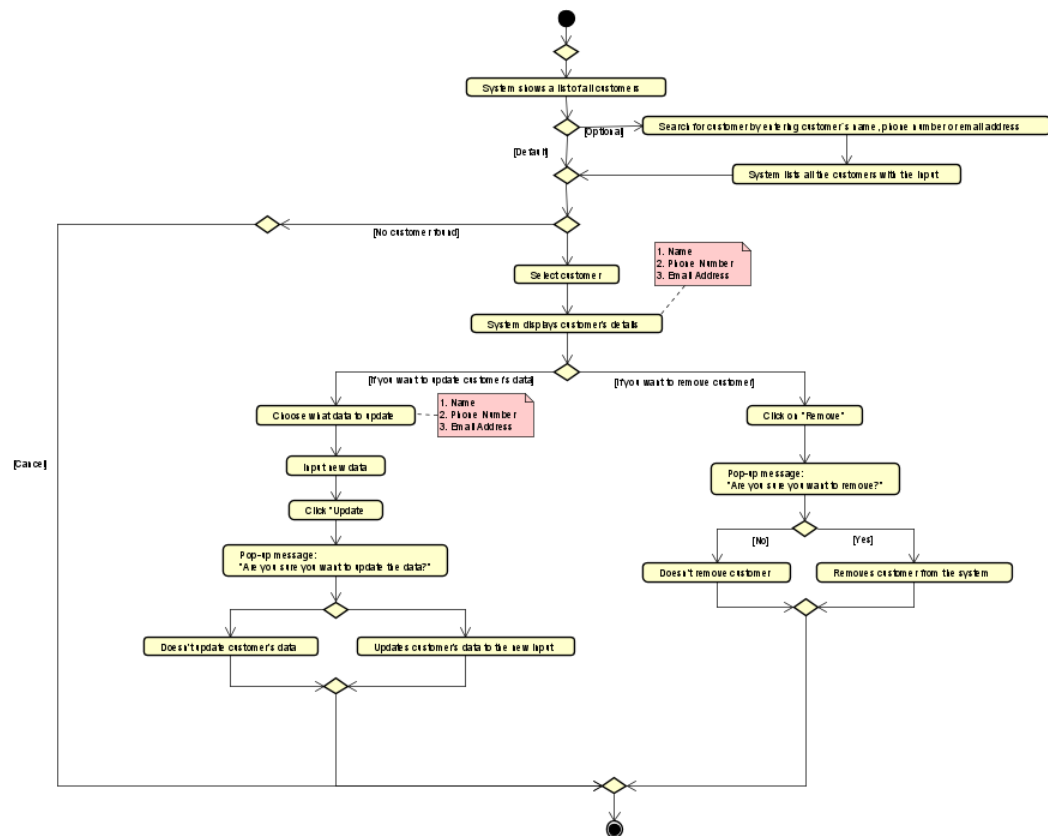 System shows a list of all customers
[Optional]
Search for customer by entering customer's name, phone number or email address
[Default]
System lists all the customers with the input
[No customer found]
1. Name
2. Phone Number
3. Email Address
Select customer
System displays customer's details
[If you want to update customer's data]
[If you want to remove customer]
Choose what data to update
1. Name
2. Phone Number
3. Email Address
Click on "Remove"
[Cancel]
Input new data
Pop-up message:
"Are you sure you want to remove?"
Click "Update
Pop-up message:
"Are you sure you want to update the data?"
[No]
[Yes]
Doesn't remove customer
Removes customer from the system
Doesn't update customer's data
Updates customer's data to the new input